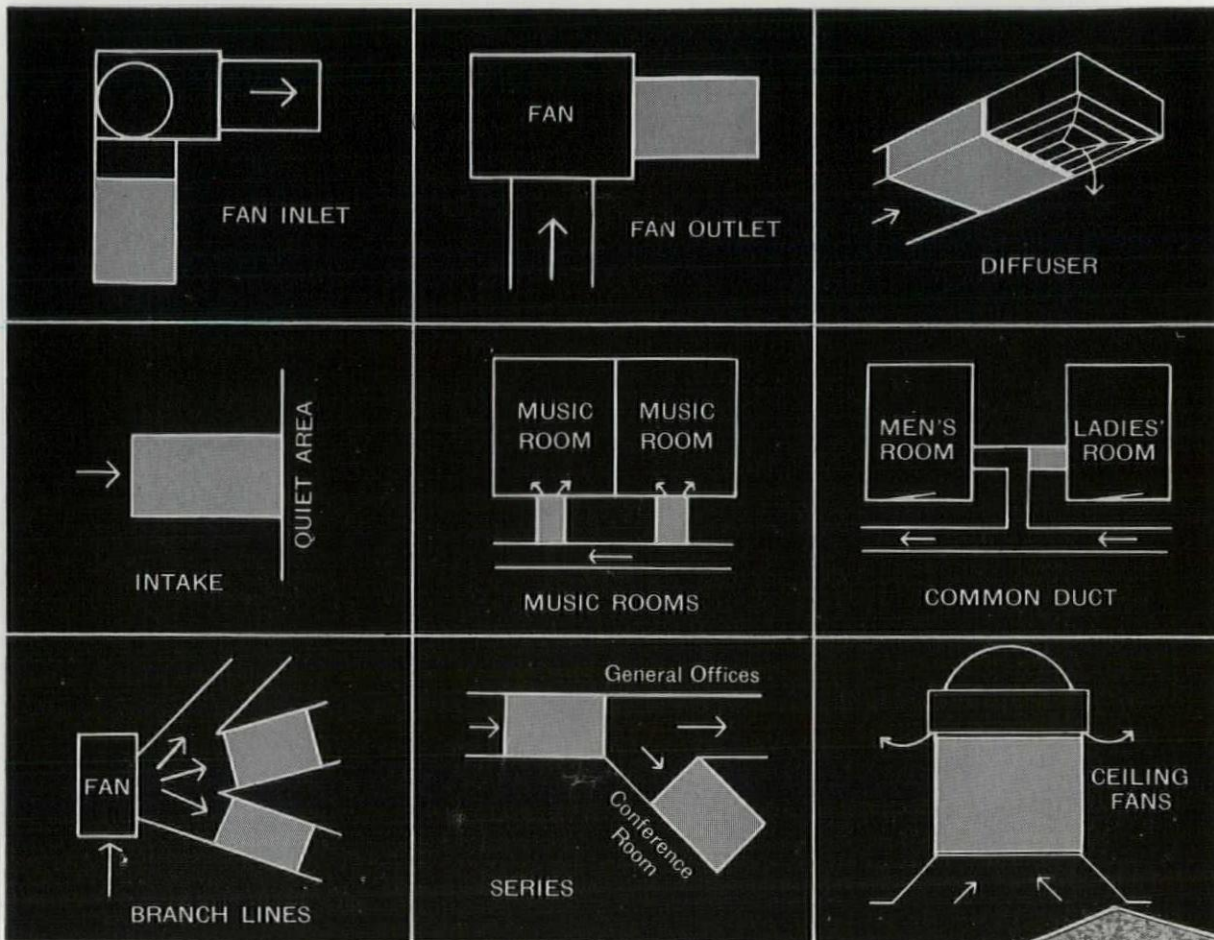 FAN INLET
FAN
FAN OUTLET
DIFFUSER
INTAKE
QUIET AREA
MUSIC
ROOM
MUSIC
ROOM
MUSIC ROOMS
MEN'S
ROOM
LADIES'
ROOM
COMMON DUCT
FAN
BRANCH LINES
General Offices
Conference
Room
SERIES
CEILING
FANS